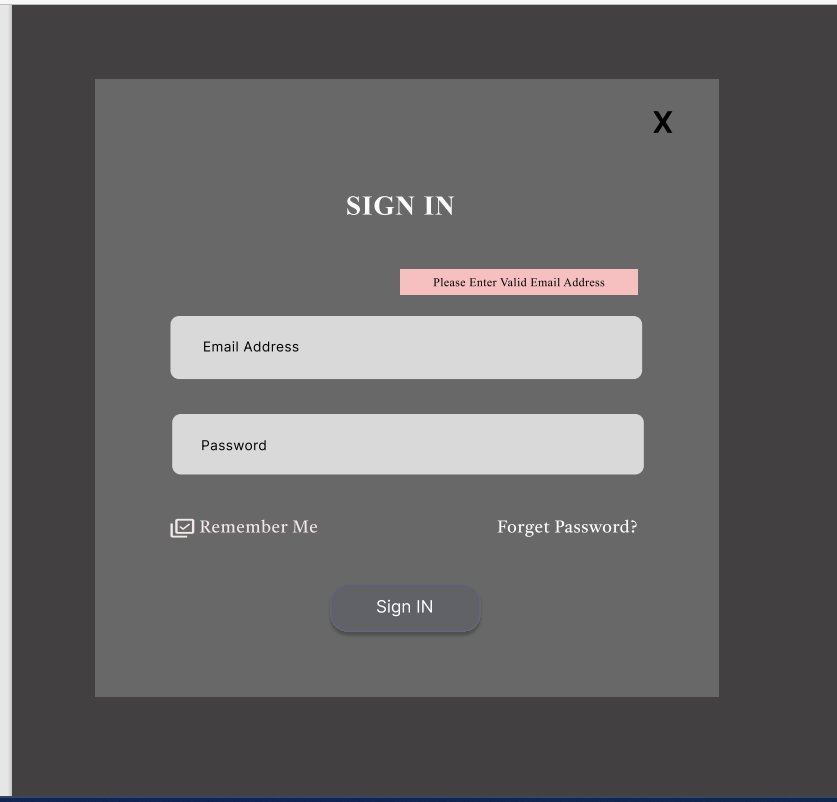 X
SIGN IN
Please Enter Valid Email Address
Email Address
Password
Remember Me
Forget Password?
Sign IN